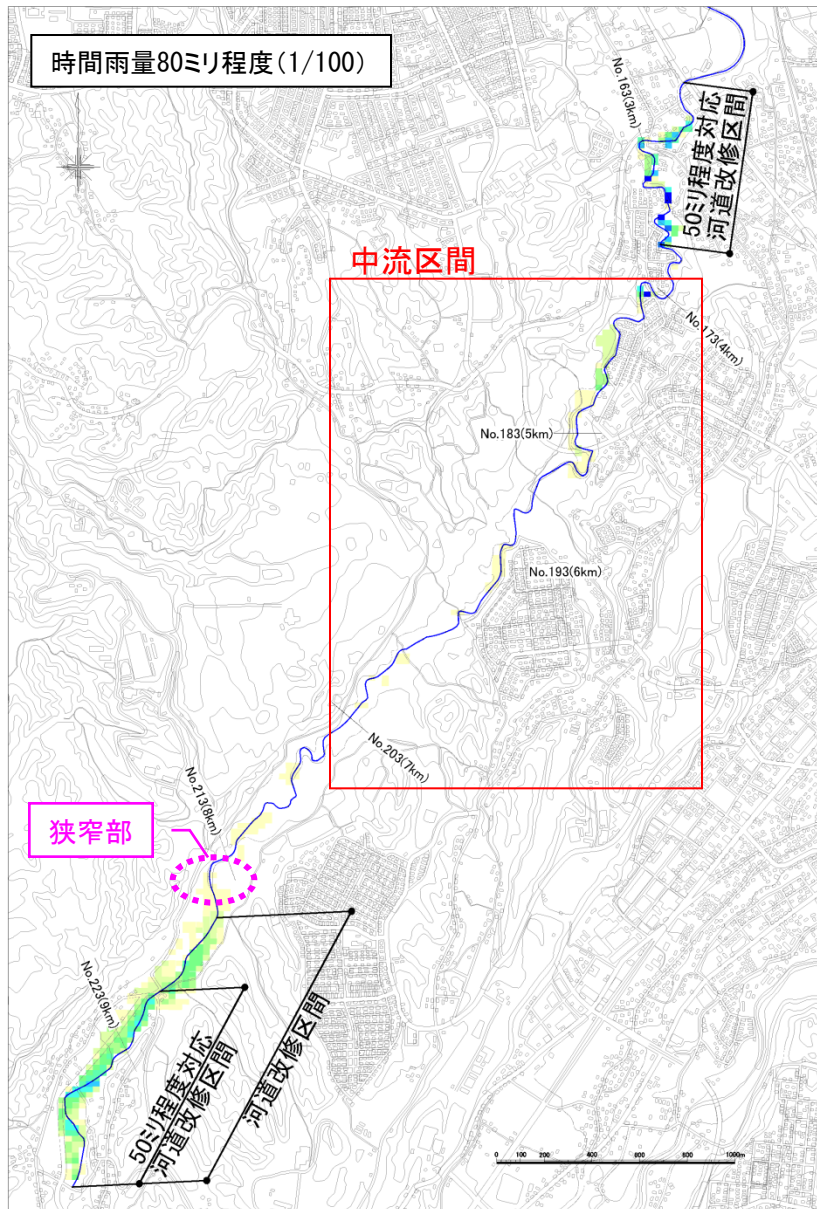 時間雨量80ミリ程度(1/100)
No.163(3km)
50ミリ程度対応
河道改修区間
中流区間
No.173(4km)
No.183(5km)
No.193(6km)
No.203(7km)
No.213(8km)
狭窄部
No.223(9km)
50ミリ程度対応
河道改修区間
河道改修区間
0 200 400 600 800 1000m